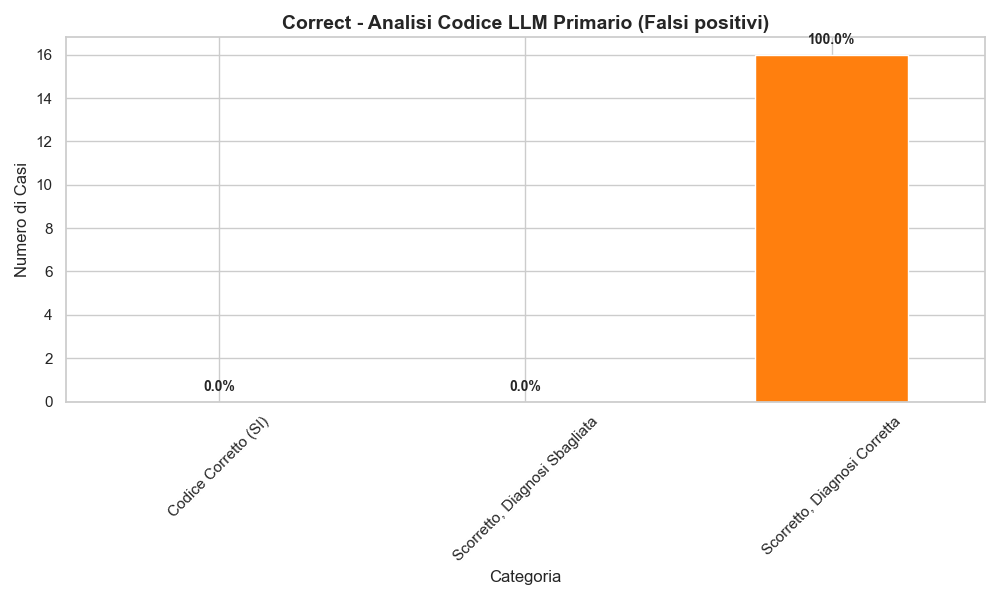 Correct - Analisi Codice LLM Primario (Falsi positivi)
100.0%
16
14
12
10
8
6
4
2
0
Numero di Casi
0.0%
0.0%
Codice Corretto (SI)
Scorretto, Diagnosi Sbagliata
Scorretto, Diagnosi Corretta
Categoria